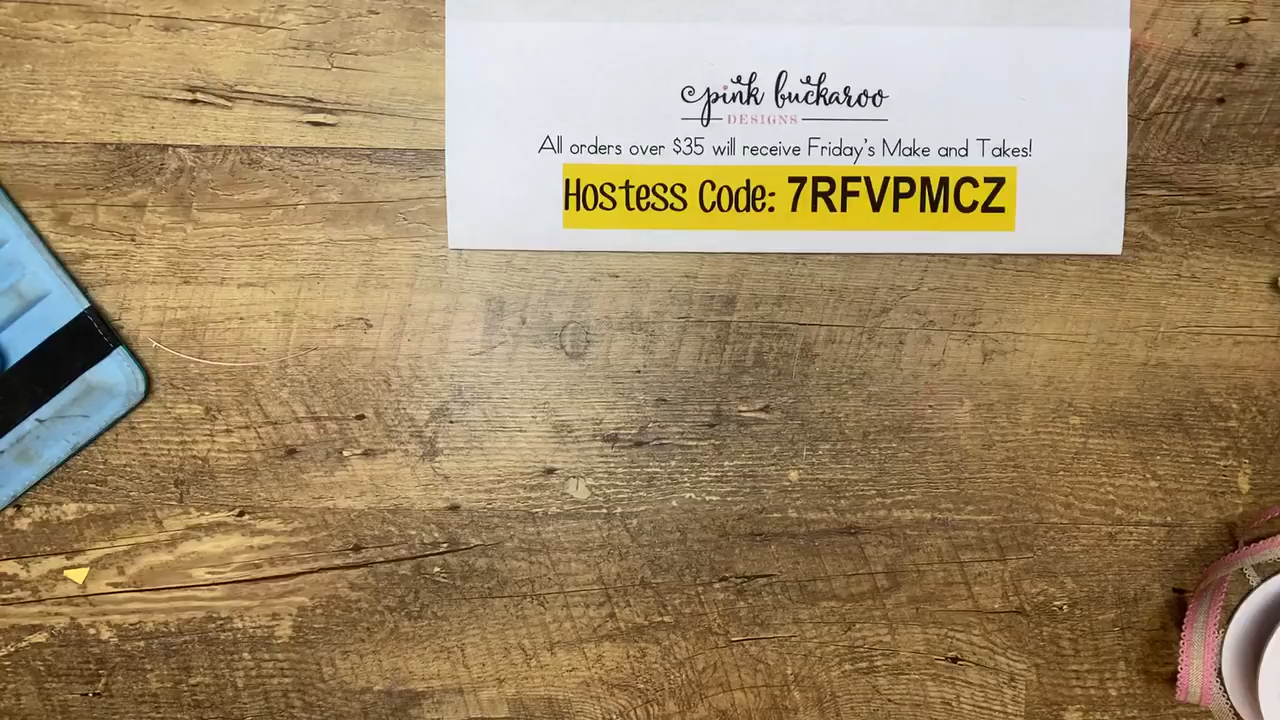 pink buckaroo
DESIGNS
All orders over $35 will receive Friday's Make and Takes!
Hostess Code: 7RFVPMCZ